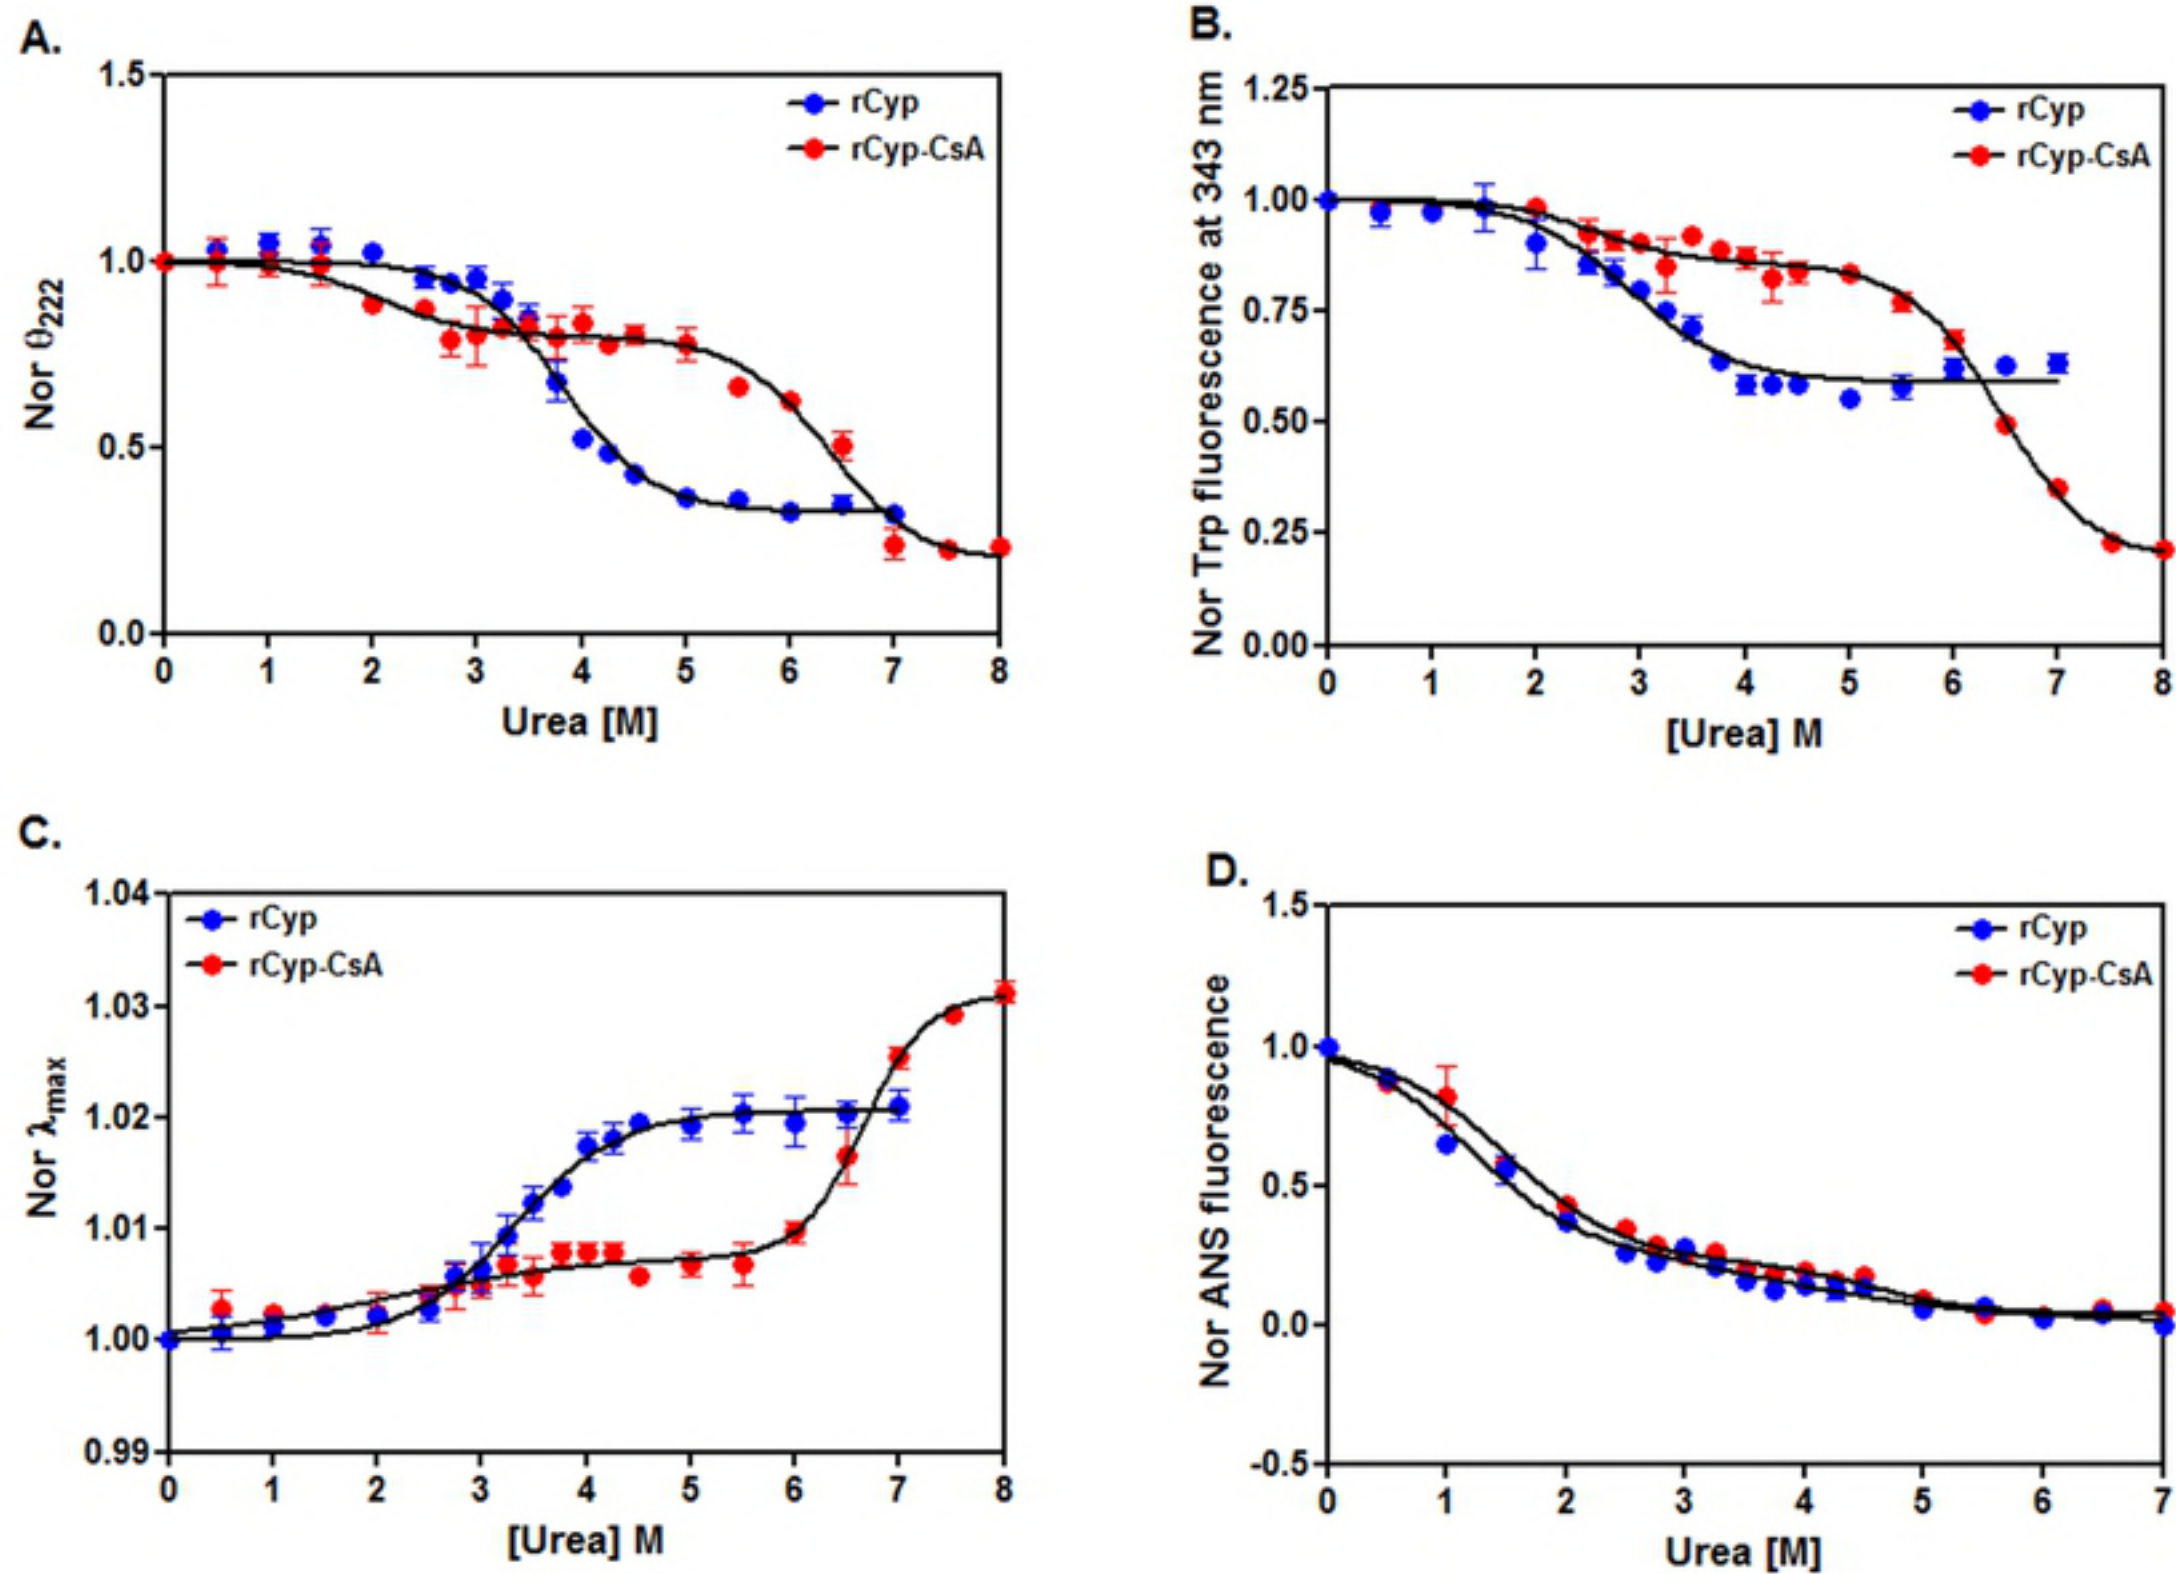 A.
1.5
1.0
0.5
0.0
Nor θ222
rCyp
rCyp-CsA
0 1 2 3 4 5 6 7 8
Urea [M]
B.
1.25
1.00
0.75
0.50
0.25
0.00
Nor Trp fluorescence at 343 nm
rCyp
rCyp-CsA
0 1 2 3 4 5 6 7 8
[Urea] M
C.
1.04
1.03
1.02
1.01
1.00
0.99
Nor λmax
rCyp
rCyp-CsA
0 1 2 3 4 5 6 7 8
[Urea] M
D.
1.5
1.0
0.5
0.0
-0.5
Nor ANS fluorescence
rCyp
rCyp-CsA
0 1 2 3 4 5 6 7
Urea [M]